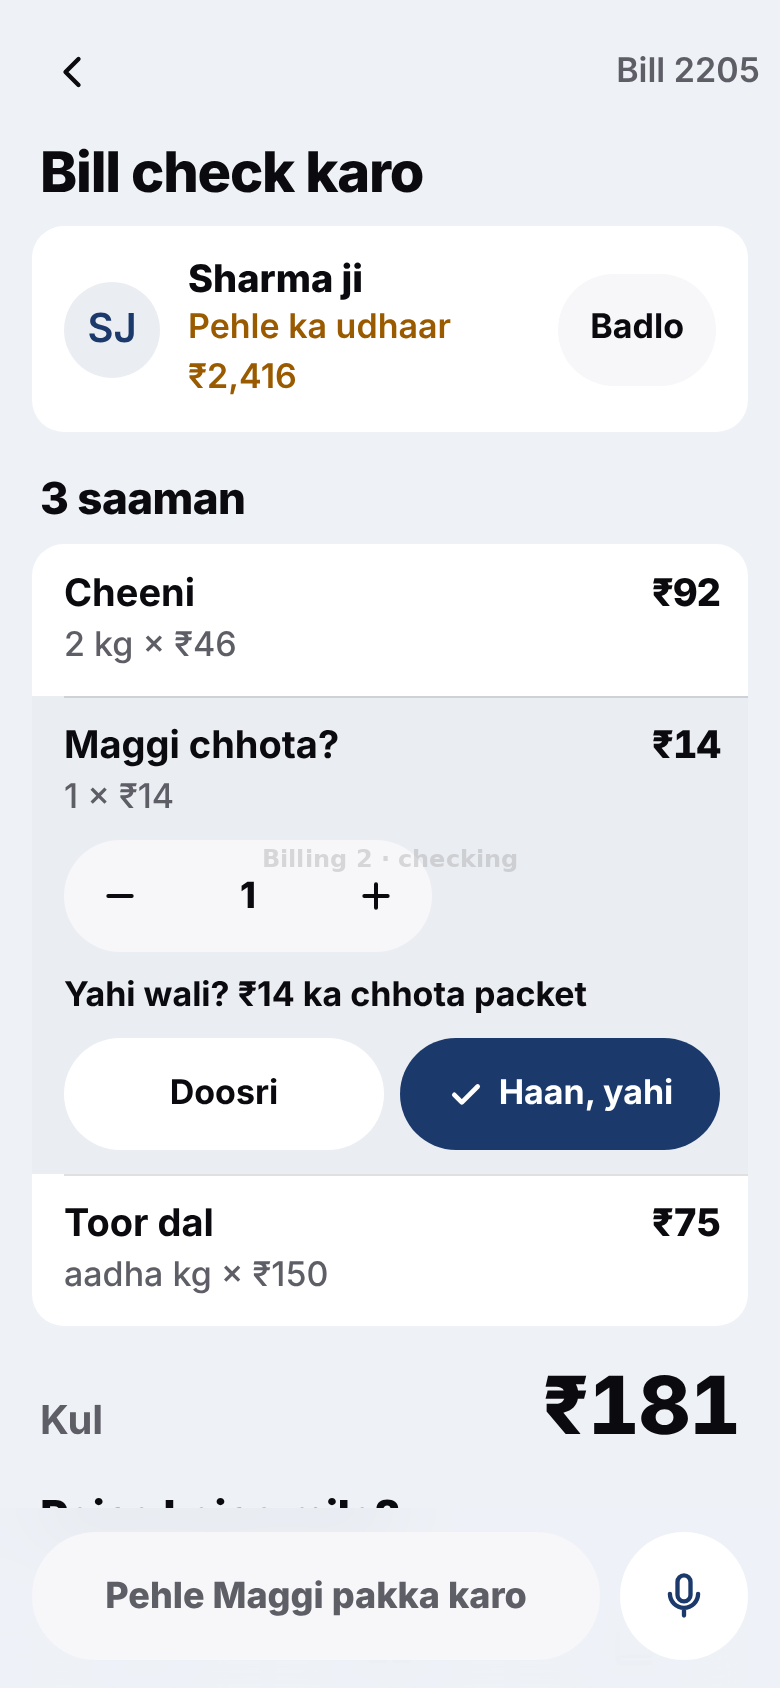 Bill 2205
Bill check karo
SJ
Sharma ji
Pehle ka udhaar
₹2,416
Badlo
3 saaman
Cheeni
₹92
2 kg × ₹46
Maggi chhota?
₹14
1 × ₹14
Billing 2 · checking
− 1 +
Yahi wali? ₹14 ka chhota packet
Doosri
Haan, yahi
Toor dal
₹75
aadha kg × ₹150
Kul
₹181
Pehle Maggi pakka karo